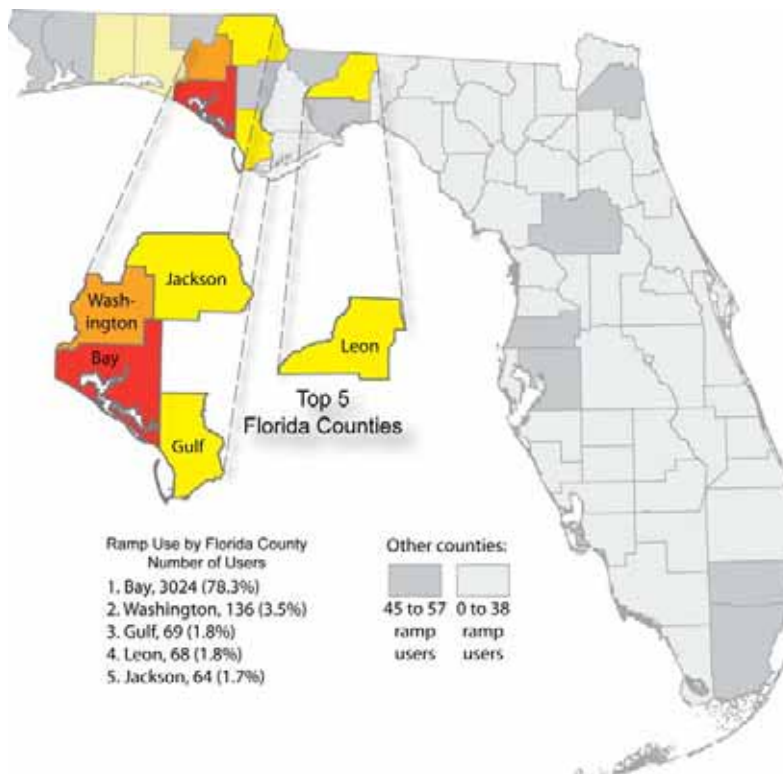 Jackson
Wash-
ington
Bay
Leon
Gulf
Top 5
Florida Counties
Ramp Use by Florida County
Number of Users
1. Bay, 3024 (78.3%)
2. Washington, 136 (3.5%)
3. Gulf, 69 (1.8%)
4. Leon, 68 (1.8%)
5. Jackson, 64 (1.7%)
Other counties:
45 to 57
ramp
users
0 to 38
ramp
users